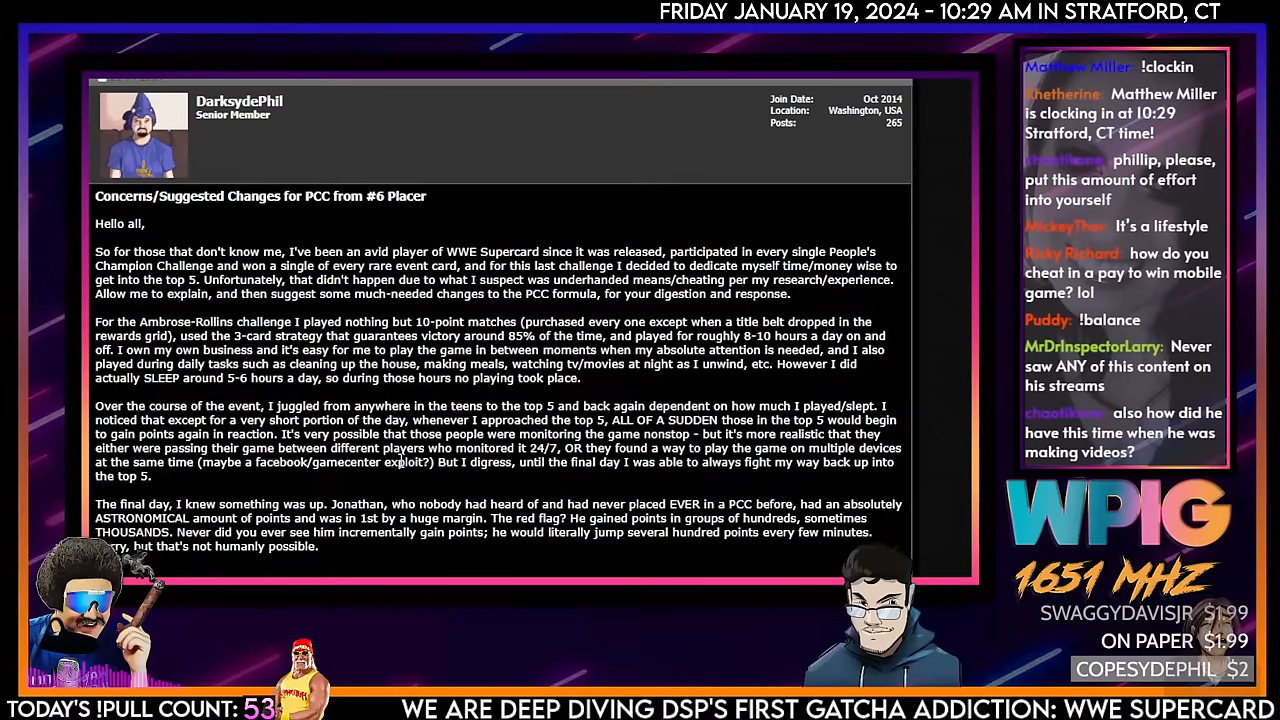 FRIDAY JANUARY 19, 2024 - 10:29 AM IN STRATFORD, CT
DarksydePhil
Senior Member
Join Date: Oct 2014
Location: Washington, USA
Posts: 265
Concerns/Suggested Changes for PCC from #6 Placer
Hello all,
So for those that don't know me, I've been an avid player of WWE Supercard since it was released, participated in every single People's
Champion Challenge and won a single of every rare event card, and for this last challenge I decided to dedicate myself time/money wise to
get into the top 5. Unfortunately, that didn't happen due to what I suspect was underhanded means/cheating per my research/experience.
Allow me to explain, and then suggest some much-needed changes to the PCC formula, for your digestion and response.
For the Ambrose-Rollins challenge I played nothing but 10-point matches (purchased every one except when a title belt dropped in the
rewards grid), used the 3-card strategy that guarantees victory around 85% of the time, and played for roughly 8-10 hours a day on and
off. I own my own business and it's easy for me to play the game in between moments when my absolute attention is needed, and I also
played during daily tasks such as cleaning up the house, making meals, watching tv/movies at night as I unwind, etc. However I did
actually SLEEP around 5-6 hours a day, so during those hours no playing took place.
Over the course of the event, I juggled from anywhere in the teens to the top 5 and back again dependent on how much I played/slept. I
noticed that except for a very short portion of the day, whenever I approached the top 5, ALL OF A SUDDEN those in the top 5 would begin
to gain points again in reaction. It's very possible that those people were monitoring the game nonstop - but it's more realistic that they
either were passing their game between different players who monitored it 24/7, OR they found a way to play the game on multiple devices
at the same time (maybe a facebook/gamecenter exploit?) But I digress, until the final day I was able to always fight my way back up into
the top 5.
The final day, I knew something was up. Jonathan, who nobody had heard of and had never placed EVER in a PCC before, had an absolutely
ASTRONOMICAL amount of points and was in 1st by a huge margin. The red flag? He gained points in groups of hundreds, sometimes
THOUSANDS. Never did you ever see him incrementally gain points; he would literally jump several hundred points every few minutes.
but that's not humanly possible.
Matthew Miller: !clockin
Khetherine: Matthew Miller
is clocking in at 10:29
Stratford, CT time!
chaotikane: phillip, please,
put this amount of effort
into yourself
MickeyThor: It's a lifestyle
Ricky Richard: how do you
cheat in a pay to win mobile
game? lol
Puddy: !balance
MrDrInspectorLarry: Never
saw ANY of this content on
his streams
chaotikane: also how did he
have this time when he was
making videos?
WPIG
1651 MHZ
SWAGGYDAVISJR $1.99
ON PAPER $1.99
COPESYDEPHIL $2
TODAY'S !PULL COUNT: 53
WE ARE DEEP DIVING DSP'S FIRST GATCHA ADDICTION: WWE SUPERCARD